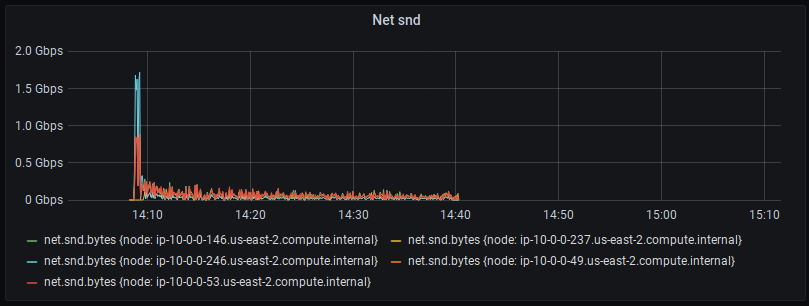 Net snd
2.0 Gbps
1.5 Gbps
1.0 Gbps
0.5 Gbps
0 Gbps
14:10 14:20 14:30 14:40 14:50 15:00 15:10
net.snd.bytes {node: ip-10-0-0-146.us-east-2.compute.internal} net.snd.bytes {node: ip-10-0-0-237.us-east-2.compute.internal}
net.snd.bytes {node: ip-10-0-0-246.us-east-2.compute.internal} net.snd.bytes {node: ip-10-0-0-49.us-east-2.compute.internal}
net.snd.bytes {node: ip-10-0-0-53.us-east-2.compute.internal}